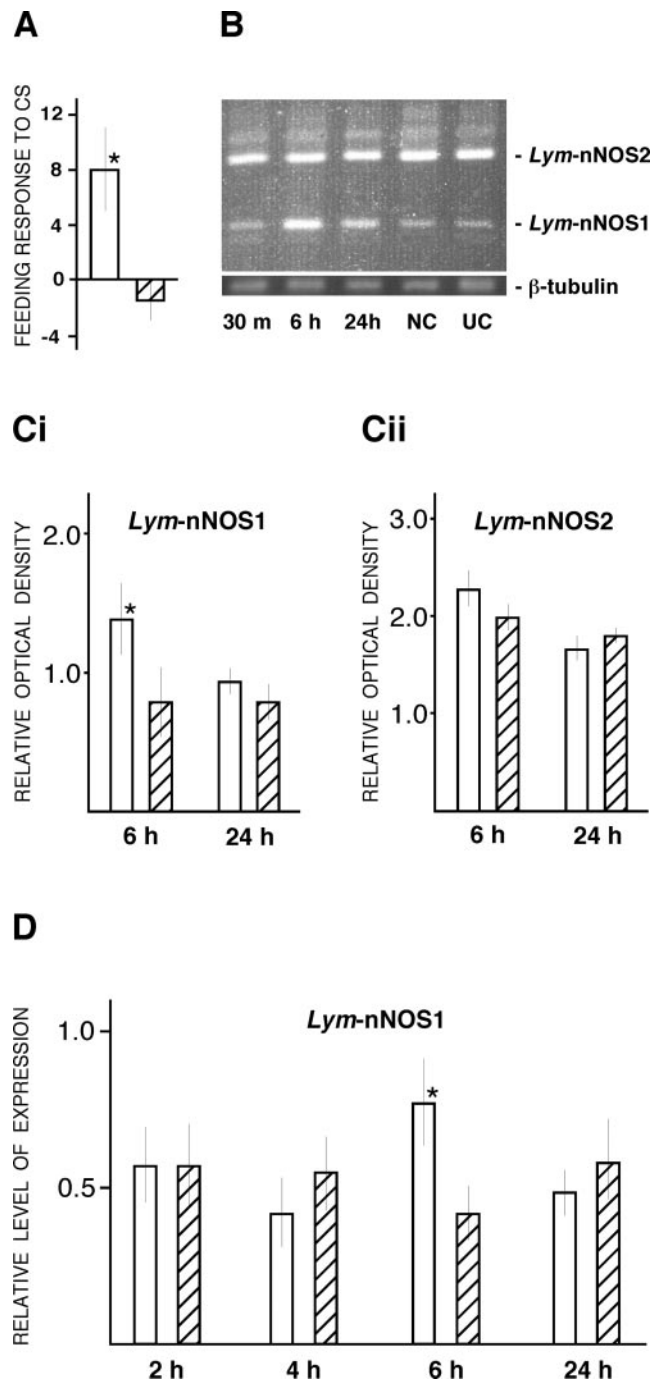 A
B
FEEDING RESPONSE TO CS
12
8
4
0
-4
*
- Lym-nNOS2
- Lym-nNOS1
- β-tubulin
30 m 6 h 24h NC UC
Ci
Cii
RELATIVE OPTICAL DENSITY
2.0
1.0
Lym-nNOS1
*
6 h 24 h
RELATIVE OPTICAL DENSITY
3.0
2.0
1.0
Lym-nNOS2
6 h 24 h
D
RELATIVE LEVEL OF EXPRESSION
1.0
0.5
Lym-nNOS1
*
2 h 4 h 6 h 24 h